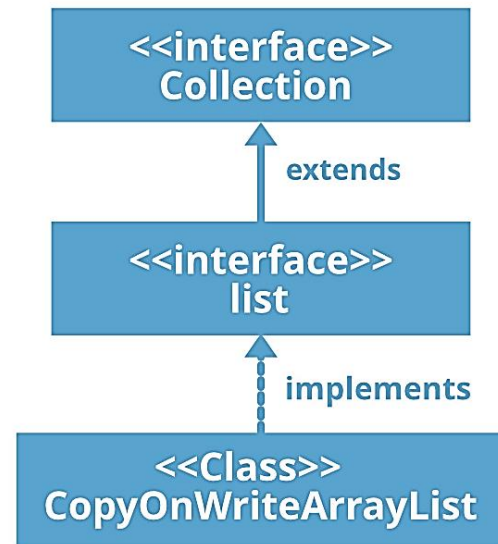 <<interface>>
Collection
extends
<<interface>>
list
implements
<<Class>>
CopyOnWriteArrayList